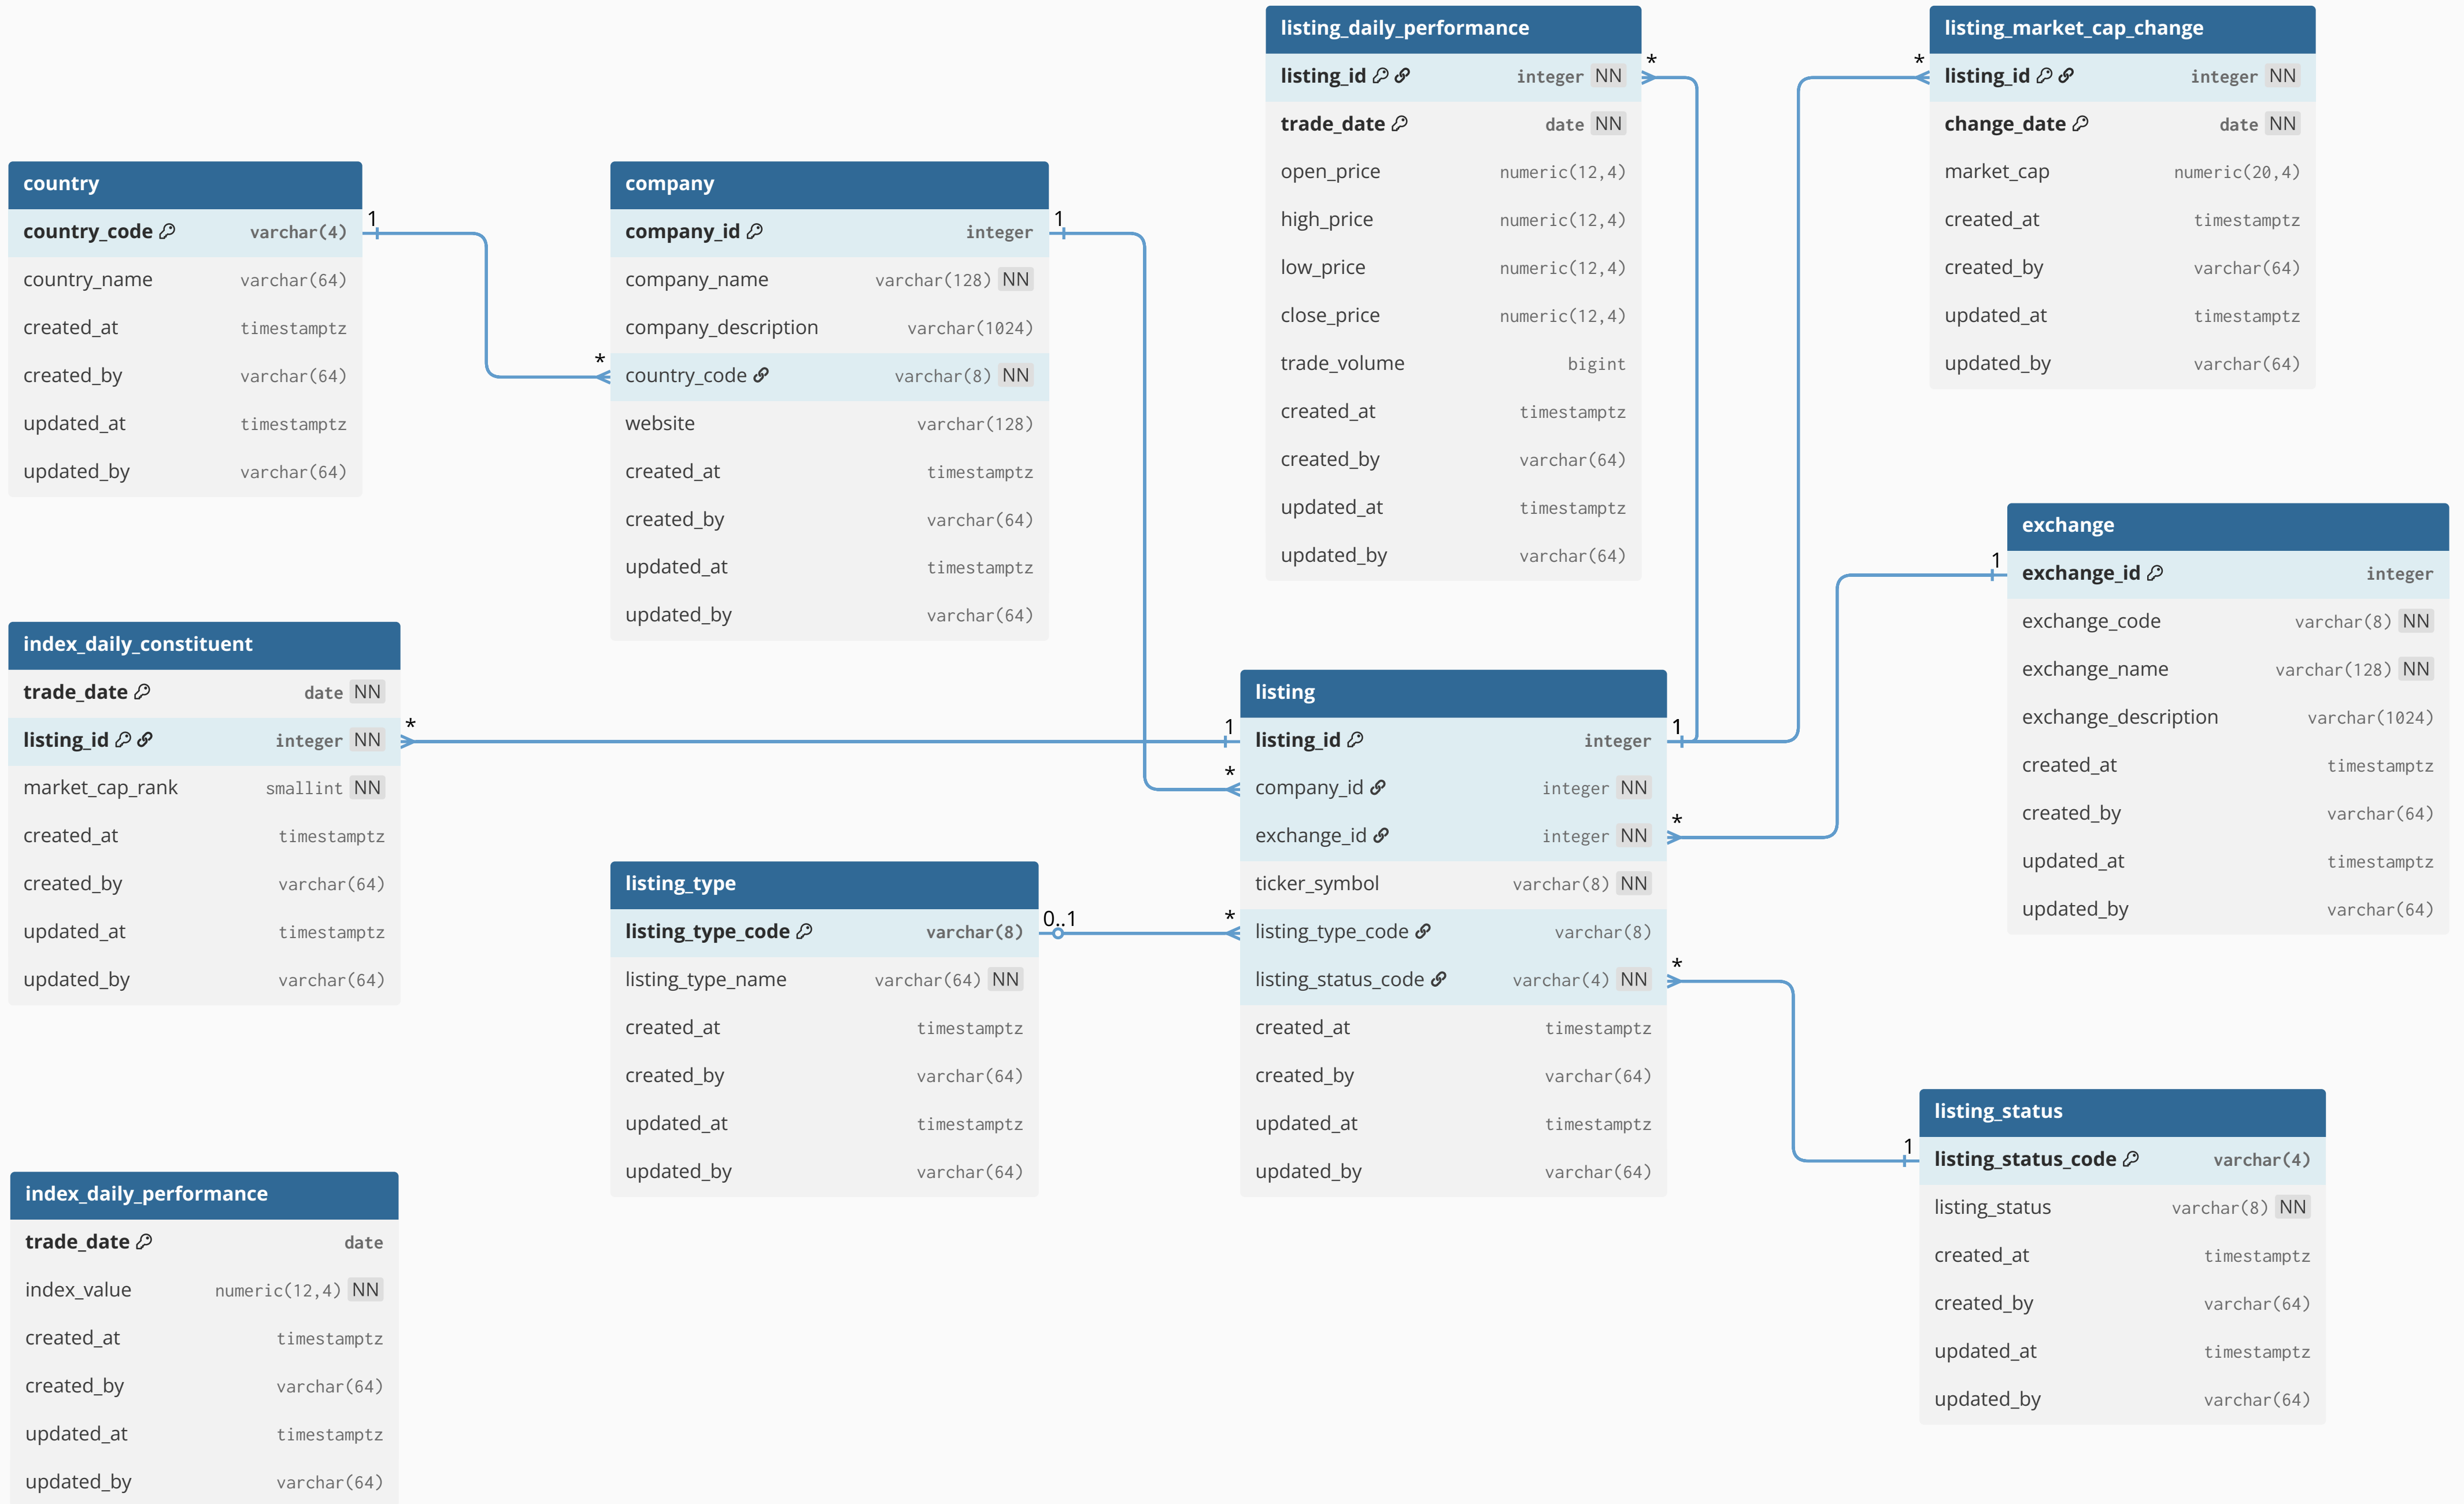 listing_daily_performance
listing_id integer NN
trade_date date NN
open_price numeric(12,4)
high_price numeric(12,4)
low_price numeric(12,4)
close_price numeric(12,4)
trade_volume bigint
created_at timestamptz
created_by varchar(64)
updated_at timestamptz
updated_by varchar(64)
*
listing_market_cap_change
listing_id integer NN
change_date date NN
market_cap numeric(20,4)
created_at timestamptz
created_by varchar(64)
updated_at timestamptz
updated_by varchar(64)
*
country
country_code varchar(4)
country_name varchar(64)
created_at timestamptz
created_by varchar(64)
updated_at timestamptz
updated_by varchar(64)
1
*
company
company_id integer
company_name varchar(128) NN
company_description varchar(1024)
country_code varchar(8) NN
website varchar(128)
created_at timestamptz
created_by varchar(64)
updated_at timestamptz
updated_by varchar(64)
1
exchange
exchange_id integer
exchange_code varchar(8) NN
exchange_name varchar(128) NN
exchange_description varchar(1024)
created_at timestamptz
created_by varchar(64)
updated_at timestamptz
updated_by varchar(64)
1
index_daily_constituent
trade_date date NN
listing_id integer NN
market_cap_rank smallint NN
created_at timestamptz
created_by varchar(64)
updated_at timestamptz
updated_by varchar(64)
*
listing
listing_id integer
company_id integer NN
exchange_id integer NN
ticker_symbol varchar(8) NN
listing_type_code varchar(8)
listing_status_code varchar(4) NN
created_at timestamptz
created_by varchar(64)
updated_at timestamptz
updated_by varchar(64)
1
*
*
1
*
*
listing_type
listing_type_code varchar(8)
listing_type_name varchar(64) NN
created_at timestamptz
created_by varchar(64)
updated_at timestamptz
updated_by varchar(64)
0..1
listing_status
listing_status_code varchar(4)
listing_status varchar(8) NN
created_at timestamptz
created_by varchar(64)
updated_at timestamptz
updated_by varchar(64)
1
index_daily_performance
trade_date date
index_value numeric(12,4) NN
created_at timestamptz
created_by varchar(64)
updated_at timestamptz
updated_by varchar(64)